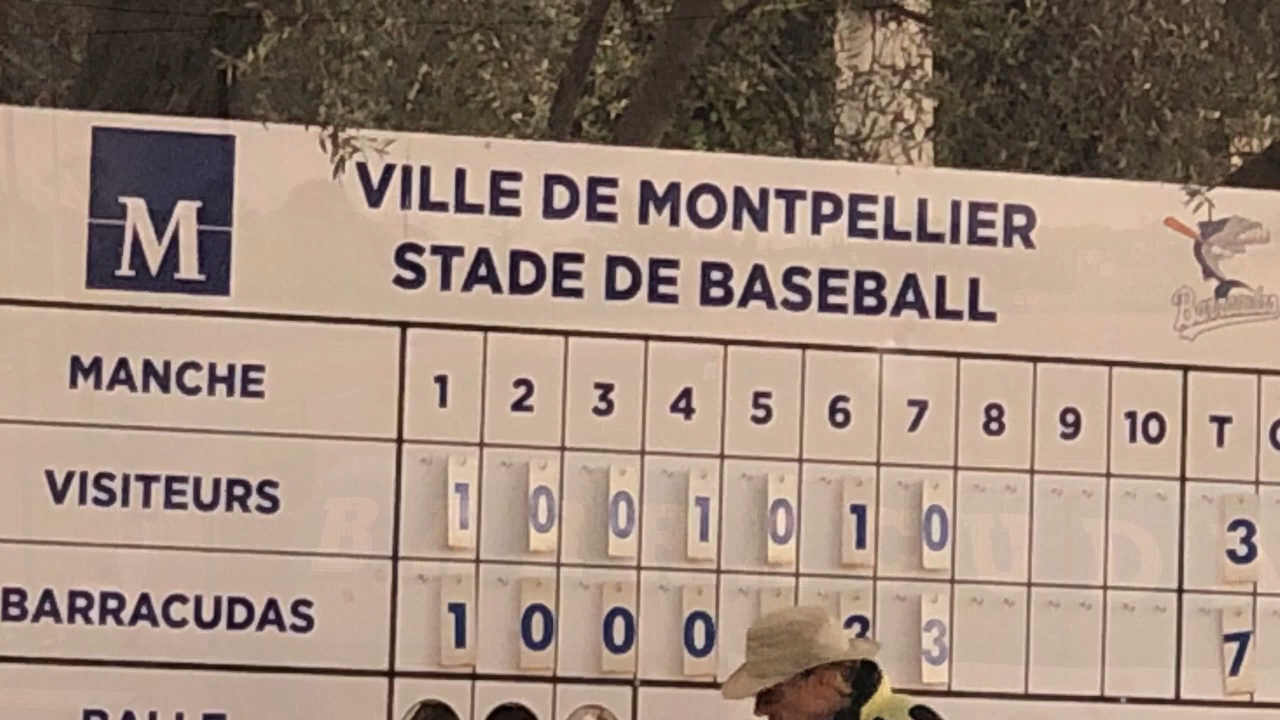 M
VILLE DE MONTPELLIER
STADE DE BASEBALL
Barracudas
MANCHE 1 2 3 4 5 6 7 8 9 10 T
VISITEURS 1 0 0 1 0 1 0 3
BARRACUDAS 1 0 0 0 3 7